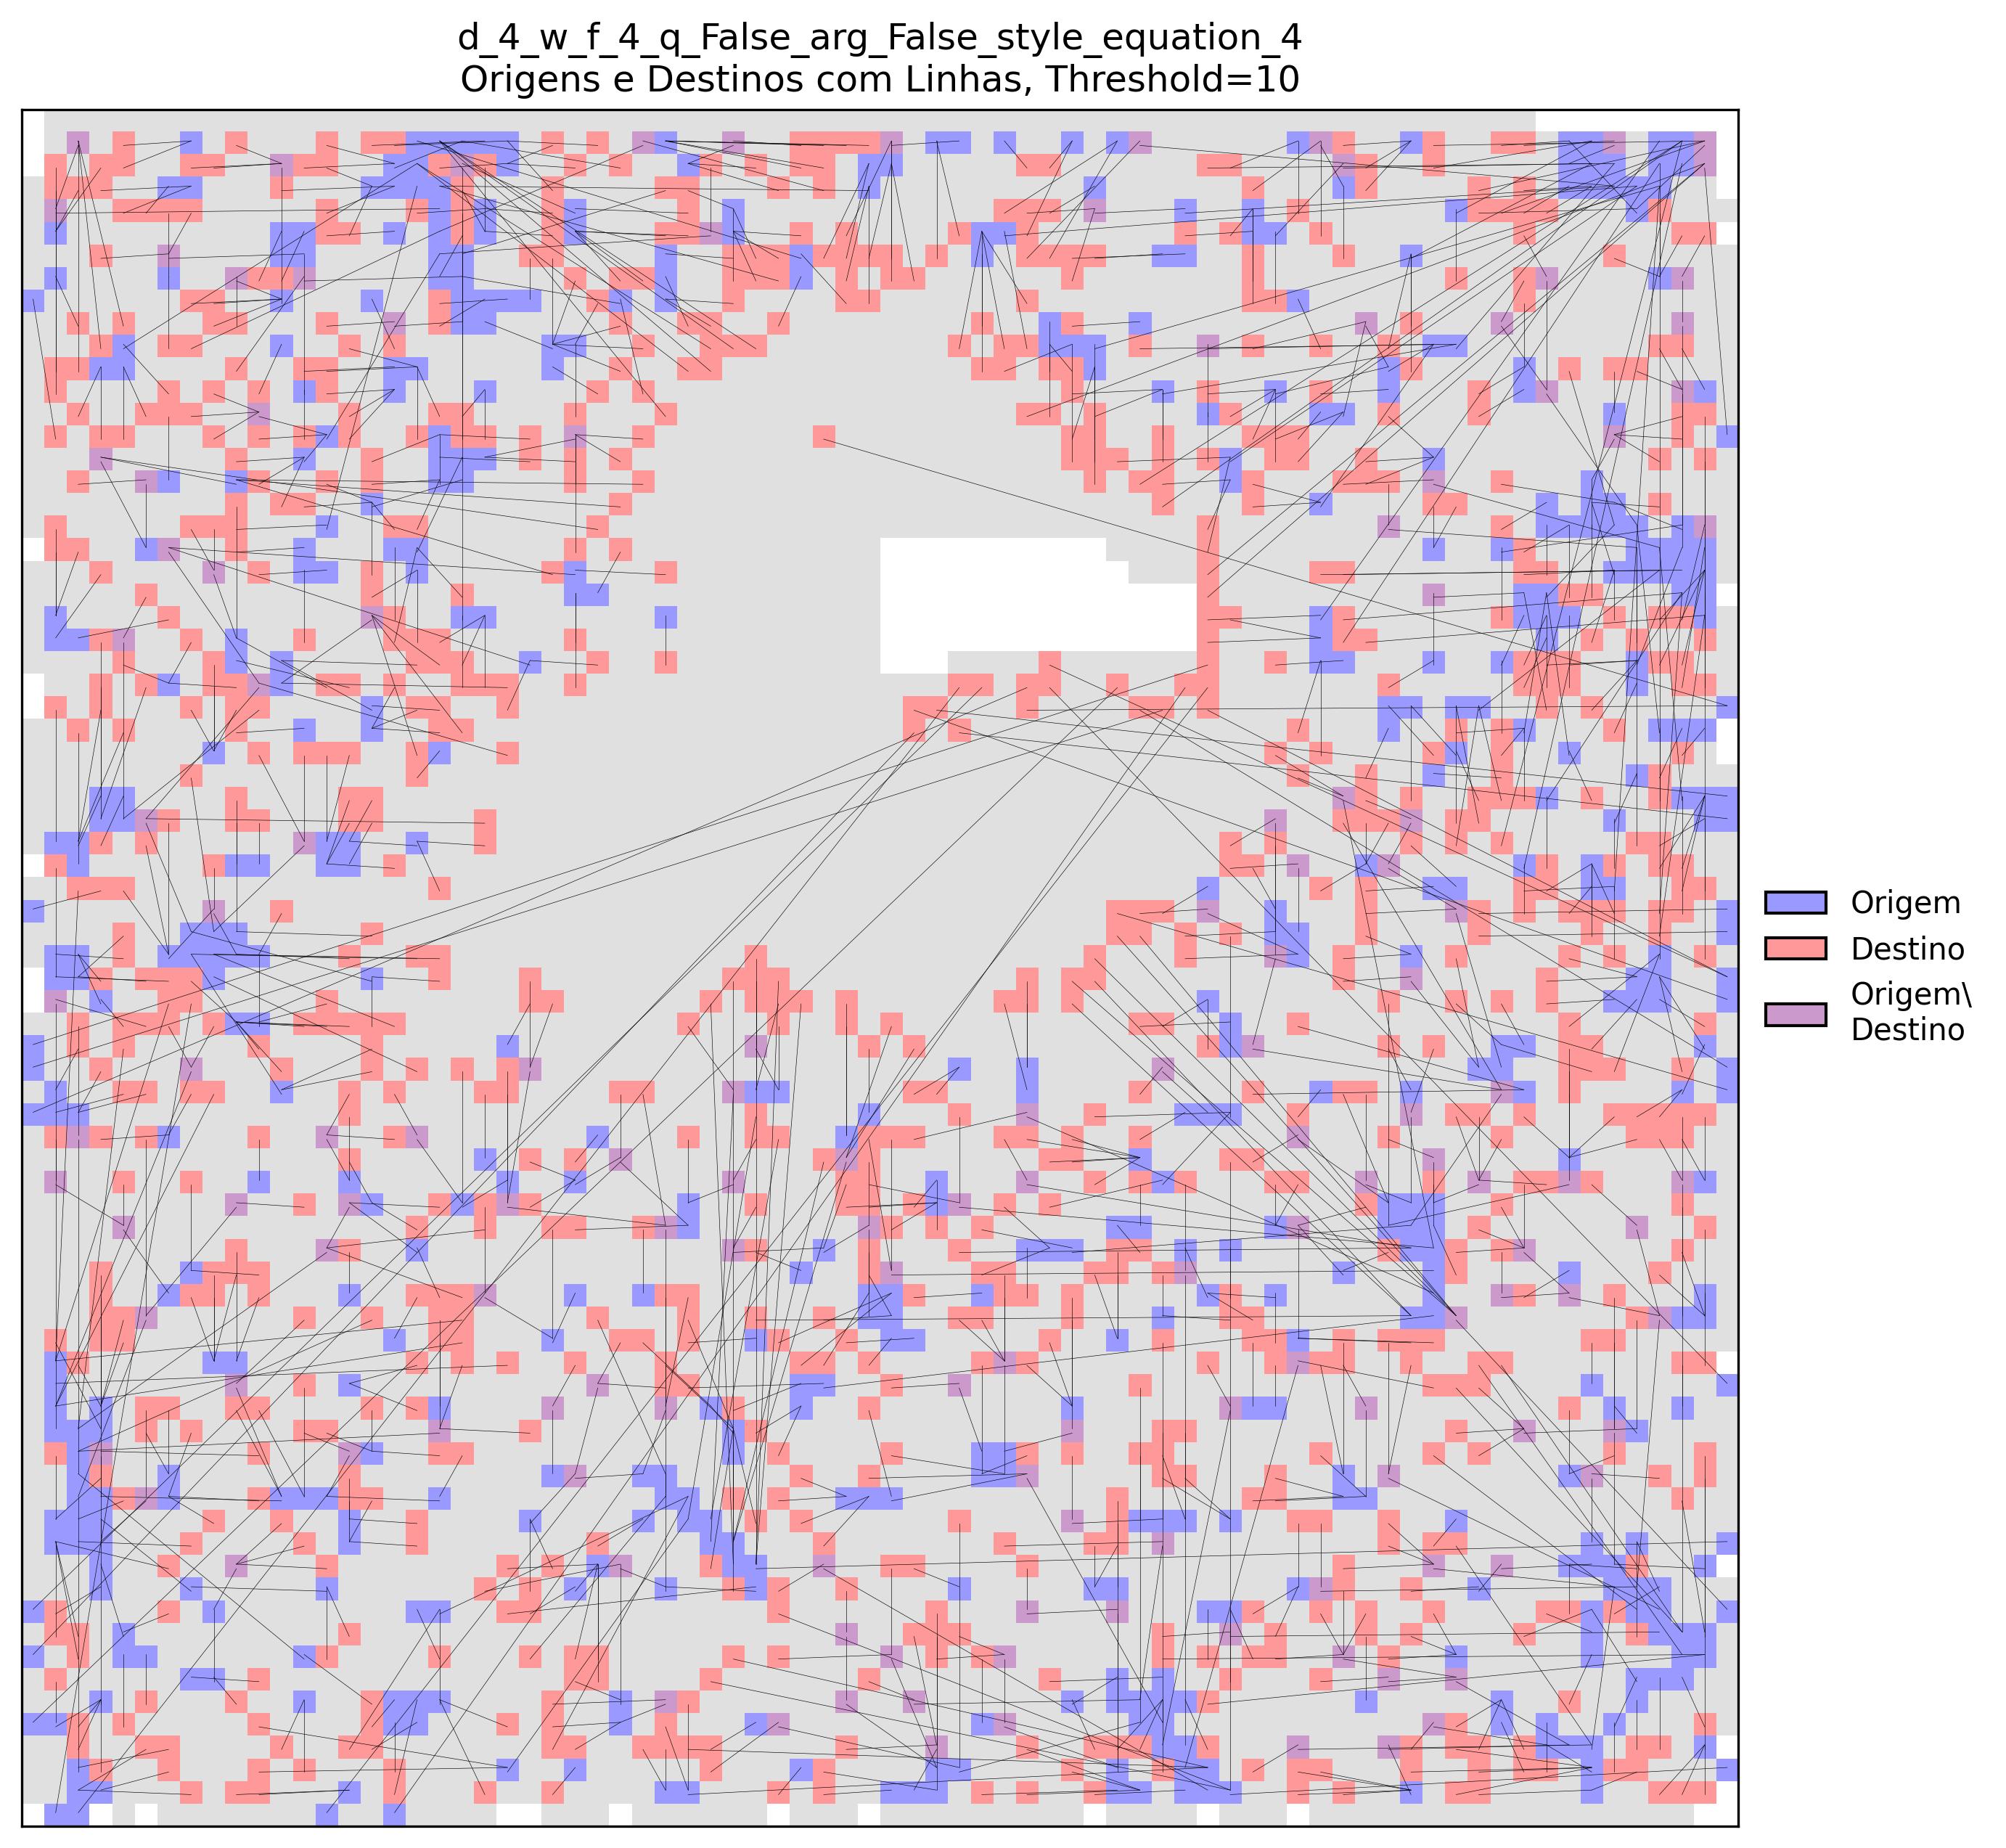 d_4_w_f_4_q_False_arg_False_style_equation_4
Origens e Destinos com Linhas, Threshold=10
Origem
Destino
Origem\
Destino